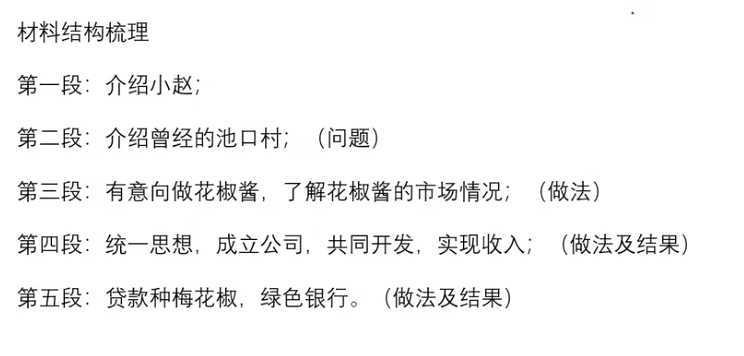 材料结构梳理
第一段：介绍小赵；
第二段：介绍曾经的池口村；（问题）
第三段：有意向做花椒酱，了解花椒酱的市场情况；（做法）
第四段：统一思想，成立公司，共同开发，实现收入；（做法及结果）
第五段：贷款种梅花椒，绿色银行。（做法及结果）